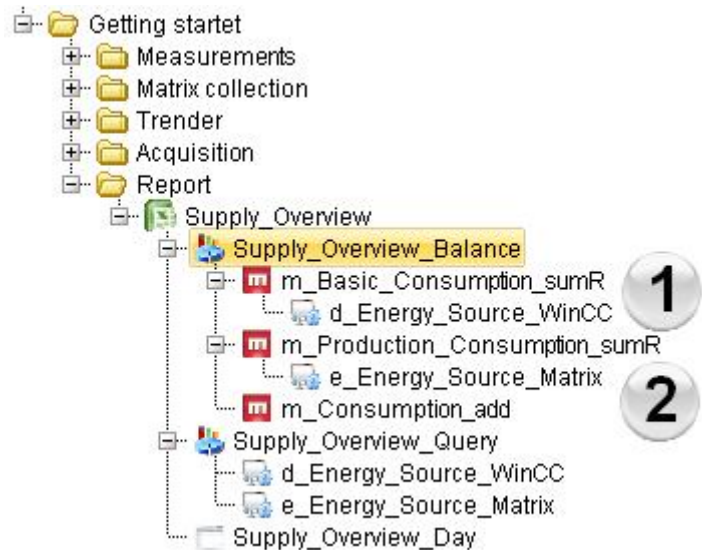 Getting startet
Measurements
Matrix collection
Trender
Acquisition
Report
Supply_Overview
Supply_Overview_Balance
m m_Basic_Consumption_sumR
1
d_Energy_Source_WinCC
m m_Production_Consumption_sumR
e_Energy_Source_Matrix
2
m m_Consumption_add
Supply_Overview_Query
d_Energy_Source_WinCC
e_Energy_Source_Matrix
Supply_Overview_Day